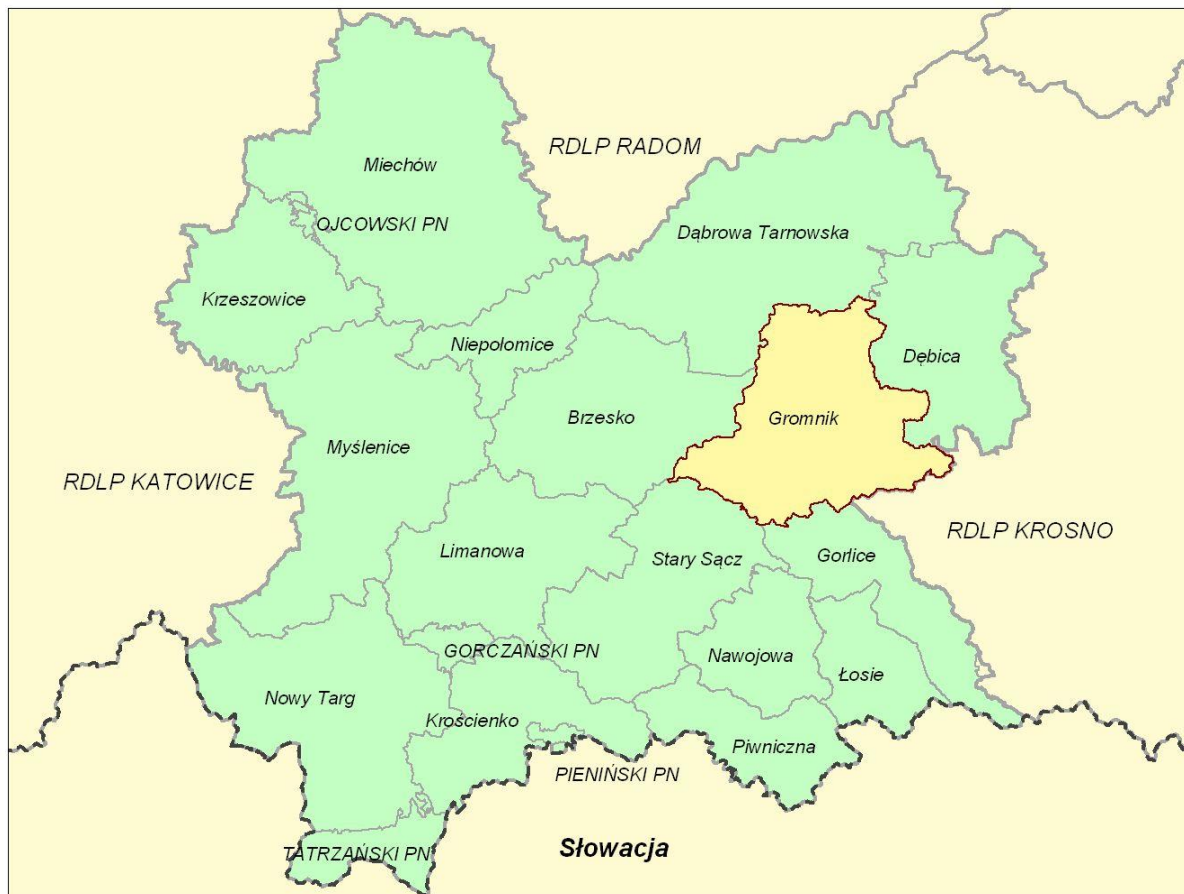 RDLP RADOM
Miechów
OJCOWSKI PN
Dąbrowa Tarnowska
Krzeszowice
Niepołomice
Dębica
Brzesko
Gromnik
Myślenice
RDLP KATOWICE
RDLP KROSNO
Limanowa
Stary Sącz
Gorlice
GORCZAŃSKI PN
Nawojowa
Łosie
Nowy Targ
Krościenko
Piwniczna
PIENIŃSKI PN
Słowacja
TATRZAŃSKI PN